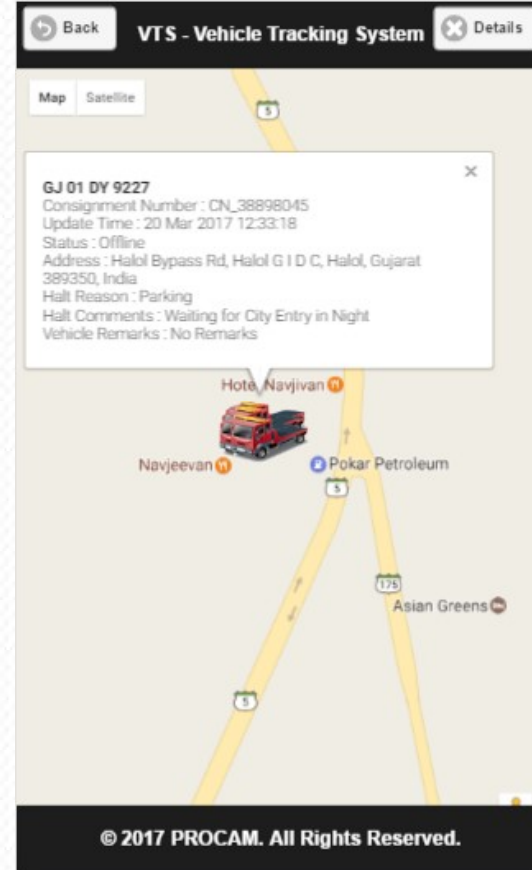 Back
VTS - Vehicle Tracking System
Details
Map
Satellite
5
GJ 01 DY 9227
Consignment Number : CN_38898045
Update Time : 20 Mar 2017 12:33:18
Status : Offline
Address : Halol Bypass Rd, Halol G I D C, Halol, Gujarat
389350, India
Halt Reason : Parking
Halt Comments : Waiting for City Entry in Night
Vehicle Remarks : No Remarks
Hotel Navjivan
Navjeevan
Pokar Petroleum
5
175
Asian Greens
5
© 2017 PROCAM. All Rights Reserved.